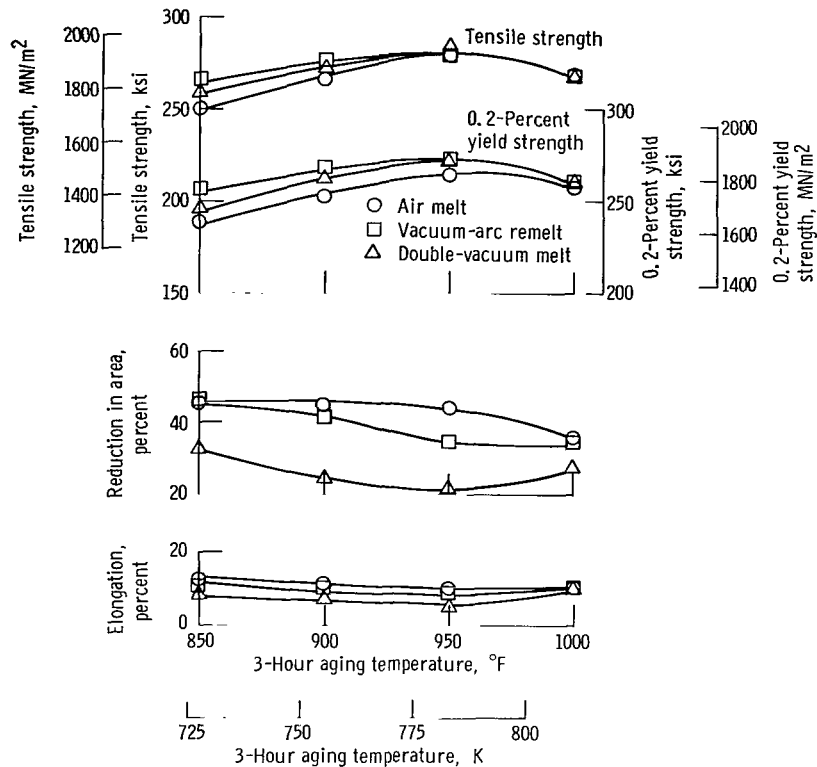 Tensile strength, MN/m2
2000
1800
1600
1400
1200
Tensile strength, ksi
300
250
200
150
Tensile strength
0.2-Percent
yield strength
Air melt
Vacuum-arc remelt
Double-vacuum melt
300
250
200
0.2-Percent yield
strength, ksi
2000
1800
1600
1400
0.2-Percent yield
strength, MN/m2
Reduction in area,
percent
60
40
20
Elongation,
percent
20
10
0
850 900 950 1000
3-Hour aging temperature, °F
725 750 775 800
3-Hour aging temperature, K